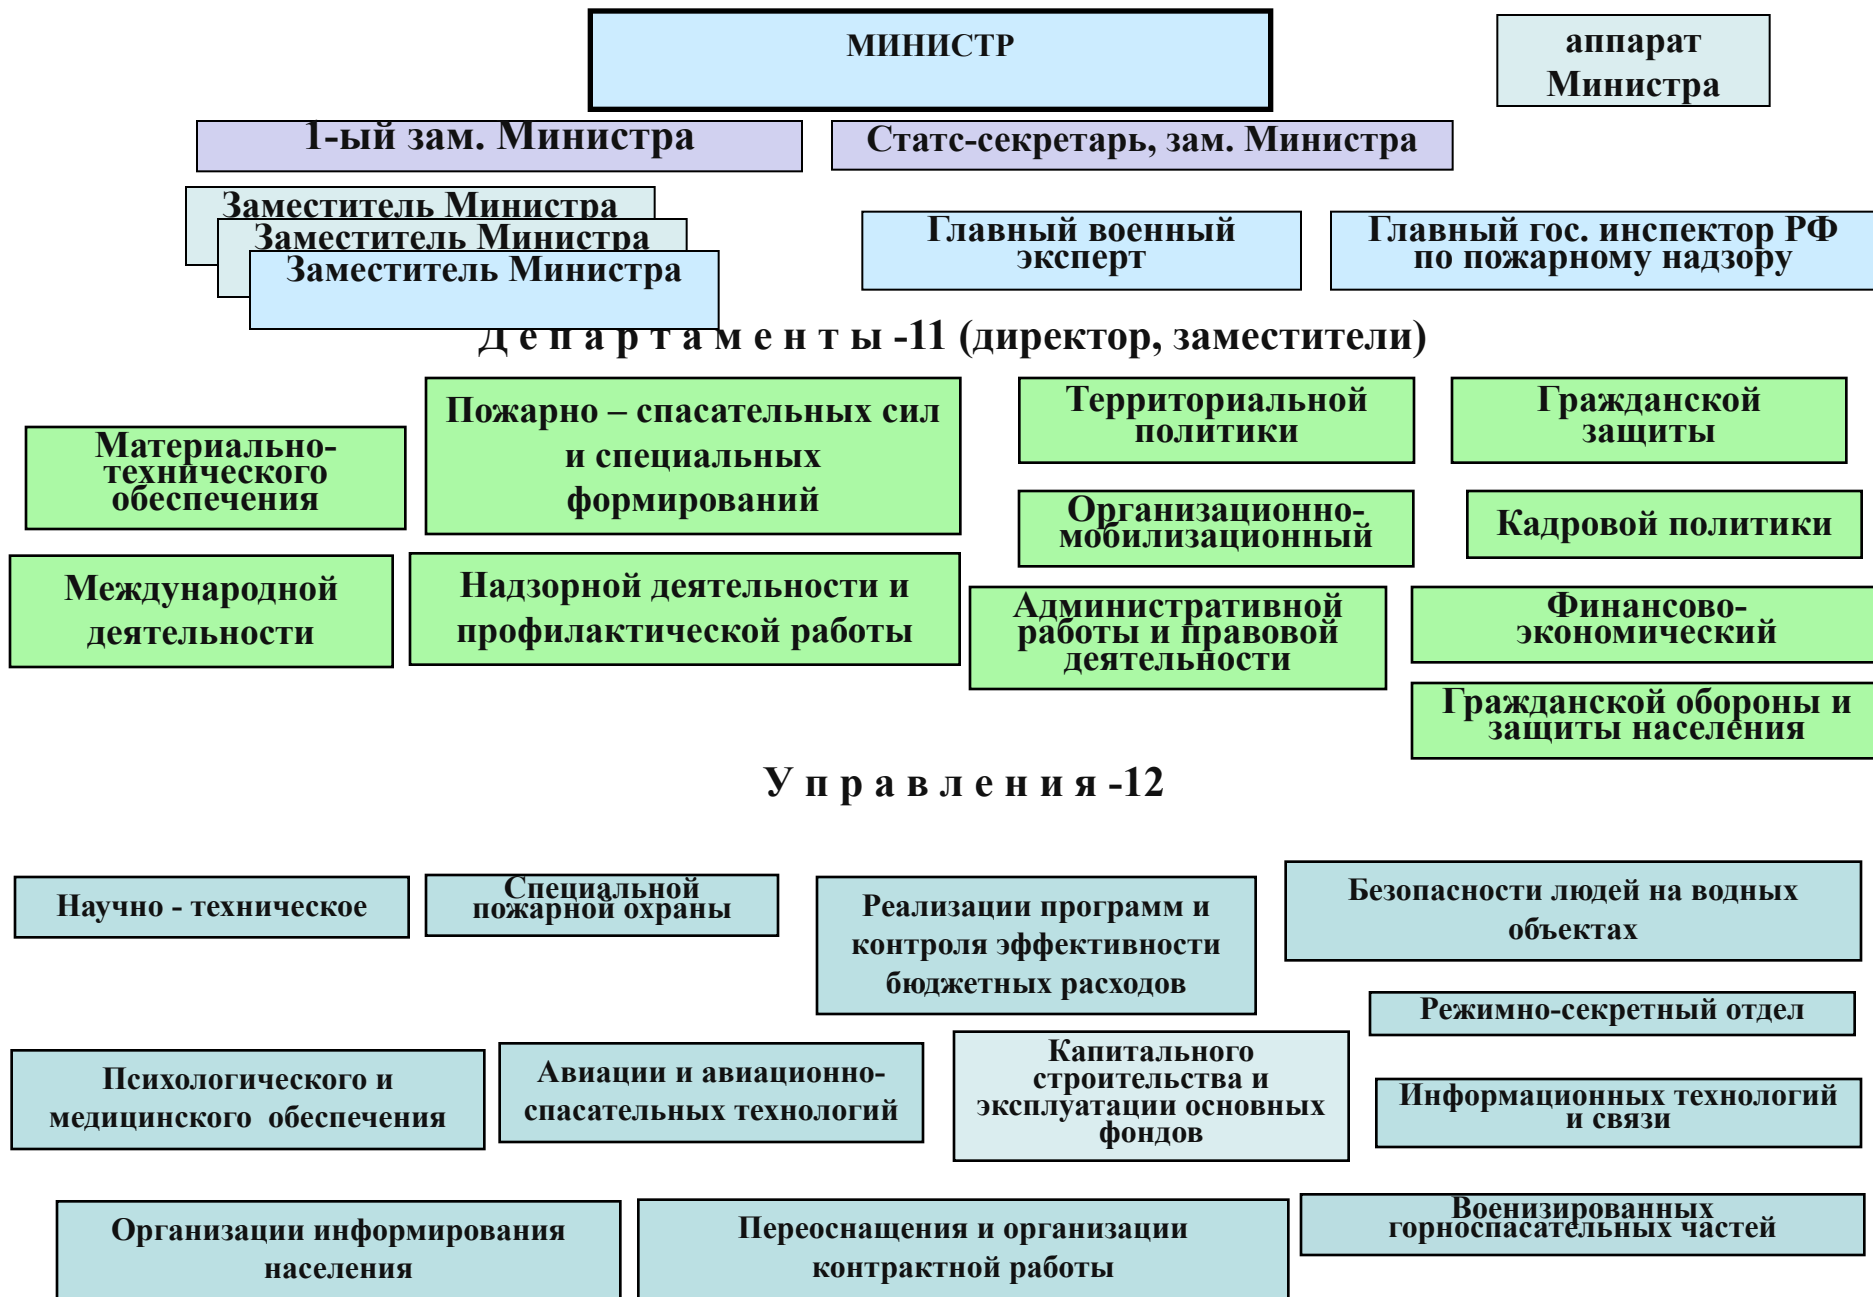 МИНИСТР
аппарат
Министра
1-ый зам. Министра
Статс-секретарь, зам. Министра
Заместитель Министра
Заместитель Министра
Заместитель Министра
Главный военный
эксперт
Главный гос. инспектор РФ
по пожарному надзору
Д е п а р т а м е н т ы -11 (директор, заместители)
Материально-
технического
обеспечения
Пожарно – спасательных сил
и специальных
формирований
Территориальной
политики
Гражданской
защиты
Организационно-
мобилизационный
Кадровой политики
Международной
деятельности
Надзорной деятельности и
профилактической работы
Административной
работы и правовой
деятельности
Финансово-
экономический
Гражданской обороны и
защиты населения
У п р а в л е н и я -12
Научно - техническое
Специальной
пожарной охраны
Реализации программ и
контроля эффективности
бюджетных расходов
Безопасности людей на водных
объектах
Режимно-секретный отдел
Психологического и
медицинского обеспечения
Авиации и авиационно-
спасательных технологий
Капитального
строительства и
эксплуатации основных
фондов
Информационных технологий
и связи
Организации информирования
населения
Переоснащения и организации
контрактной работы
Военизированных
горноспасательных частей